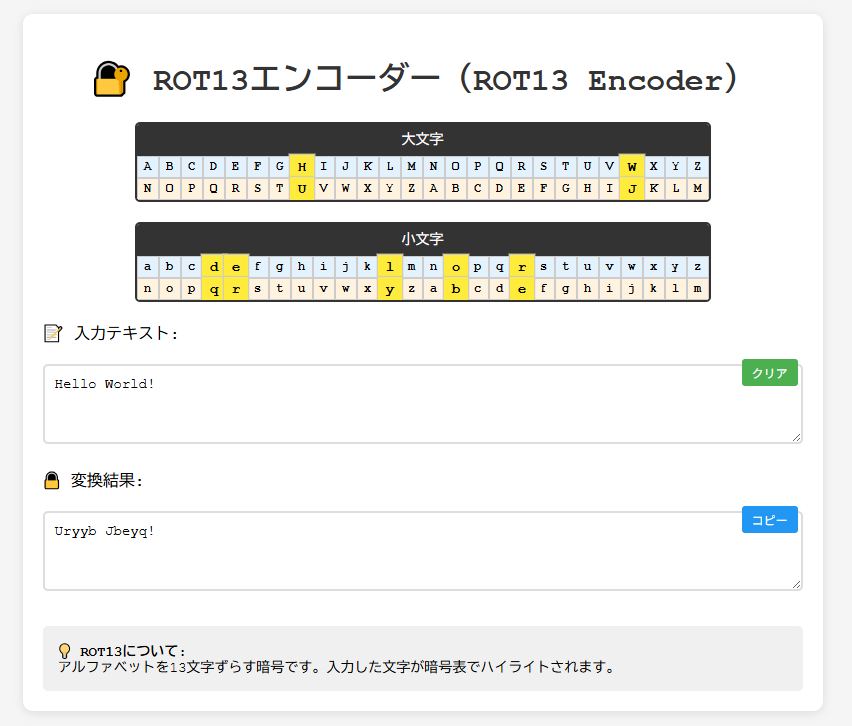 ROT13エンコーダー（ROT13 Encoder）
大文字
A B C D E F G H I J K L M N O P Q R S T U V W X Y Z
N O P Q R S T U V W X Y Z A B C D E F G H I J K L M
小文字
a b c d e f g h i j k l m n o p q r s t u v w x y z
n o p q r s t u v w x y z a b c d e f g h i j k l m
入力テキスト:
クリア
Hello World!
変換結果:
コピー
Uryyb Jbeyq!
ROT13について:
アルファベットを13文字ずらす暗号です。入力した文字が暗号表でハイライトされます。